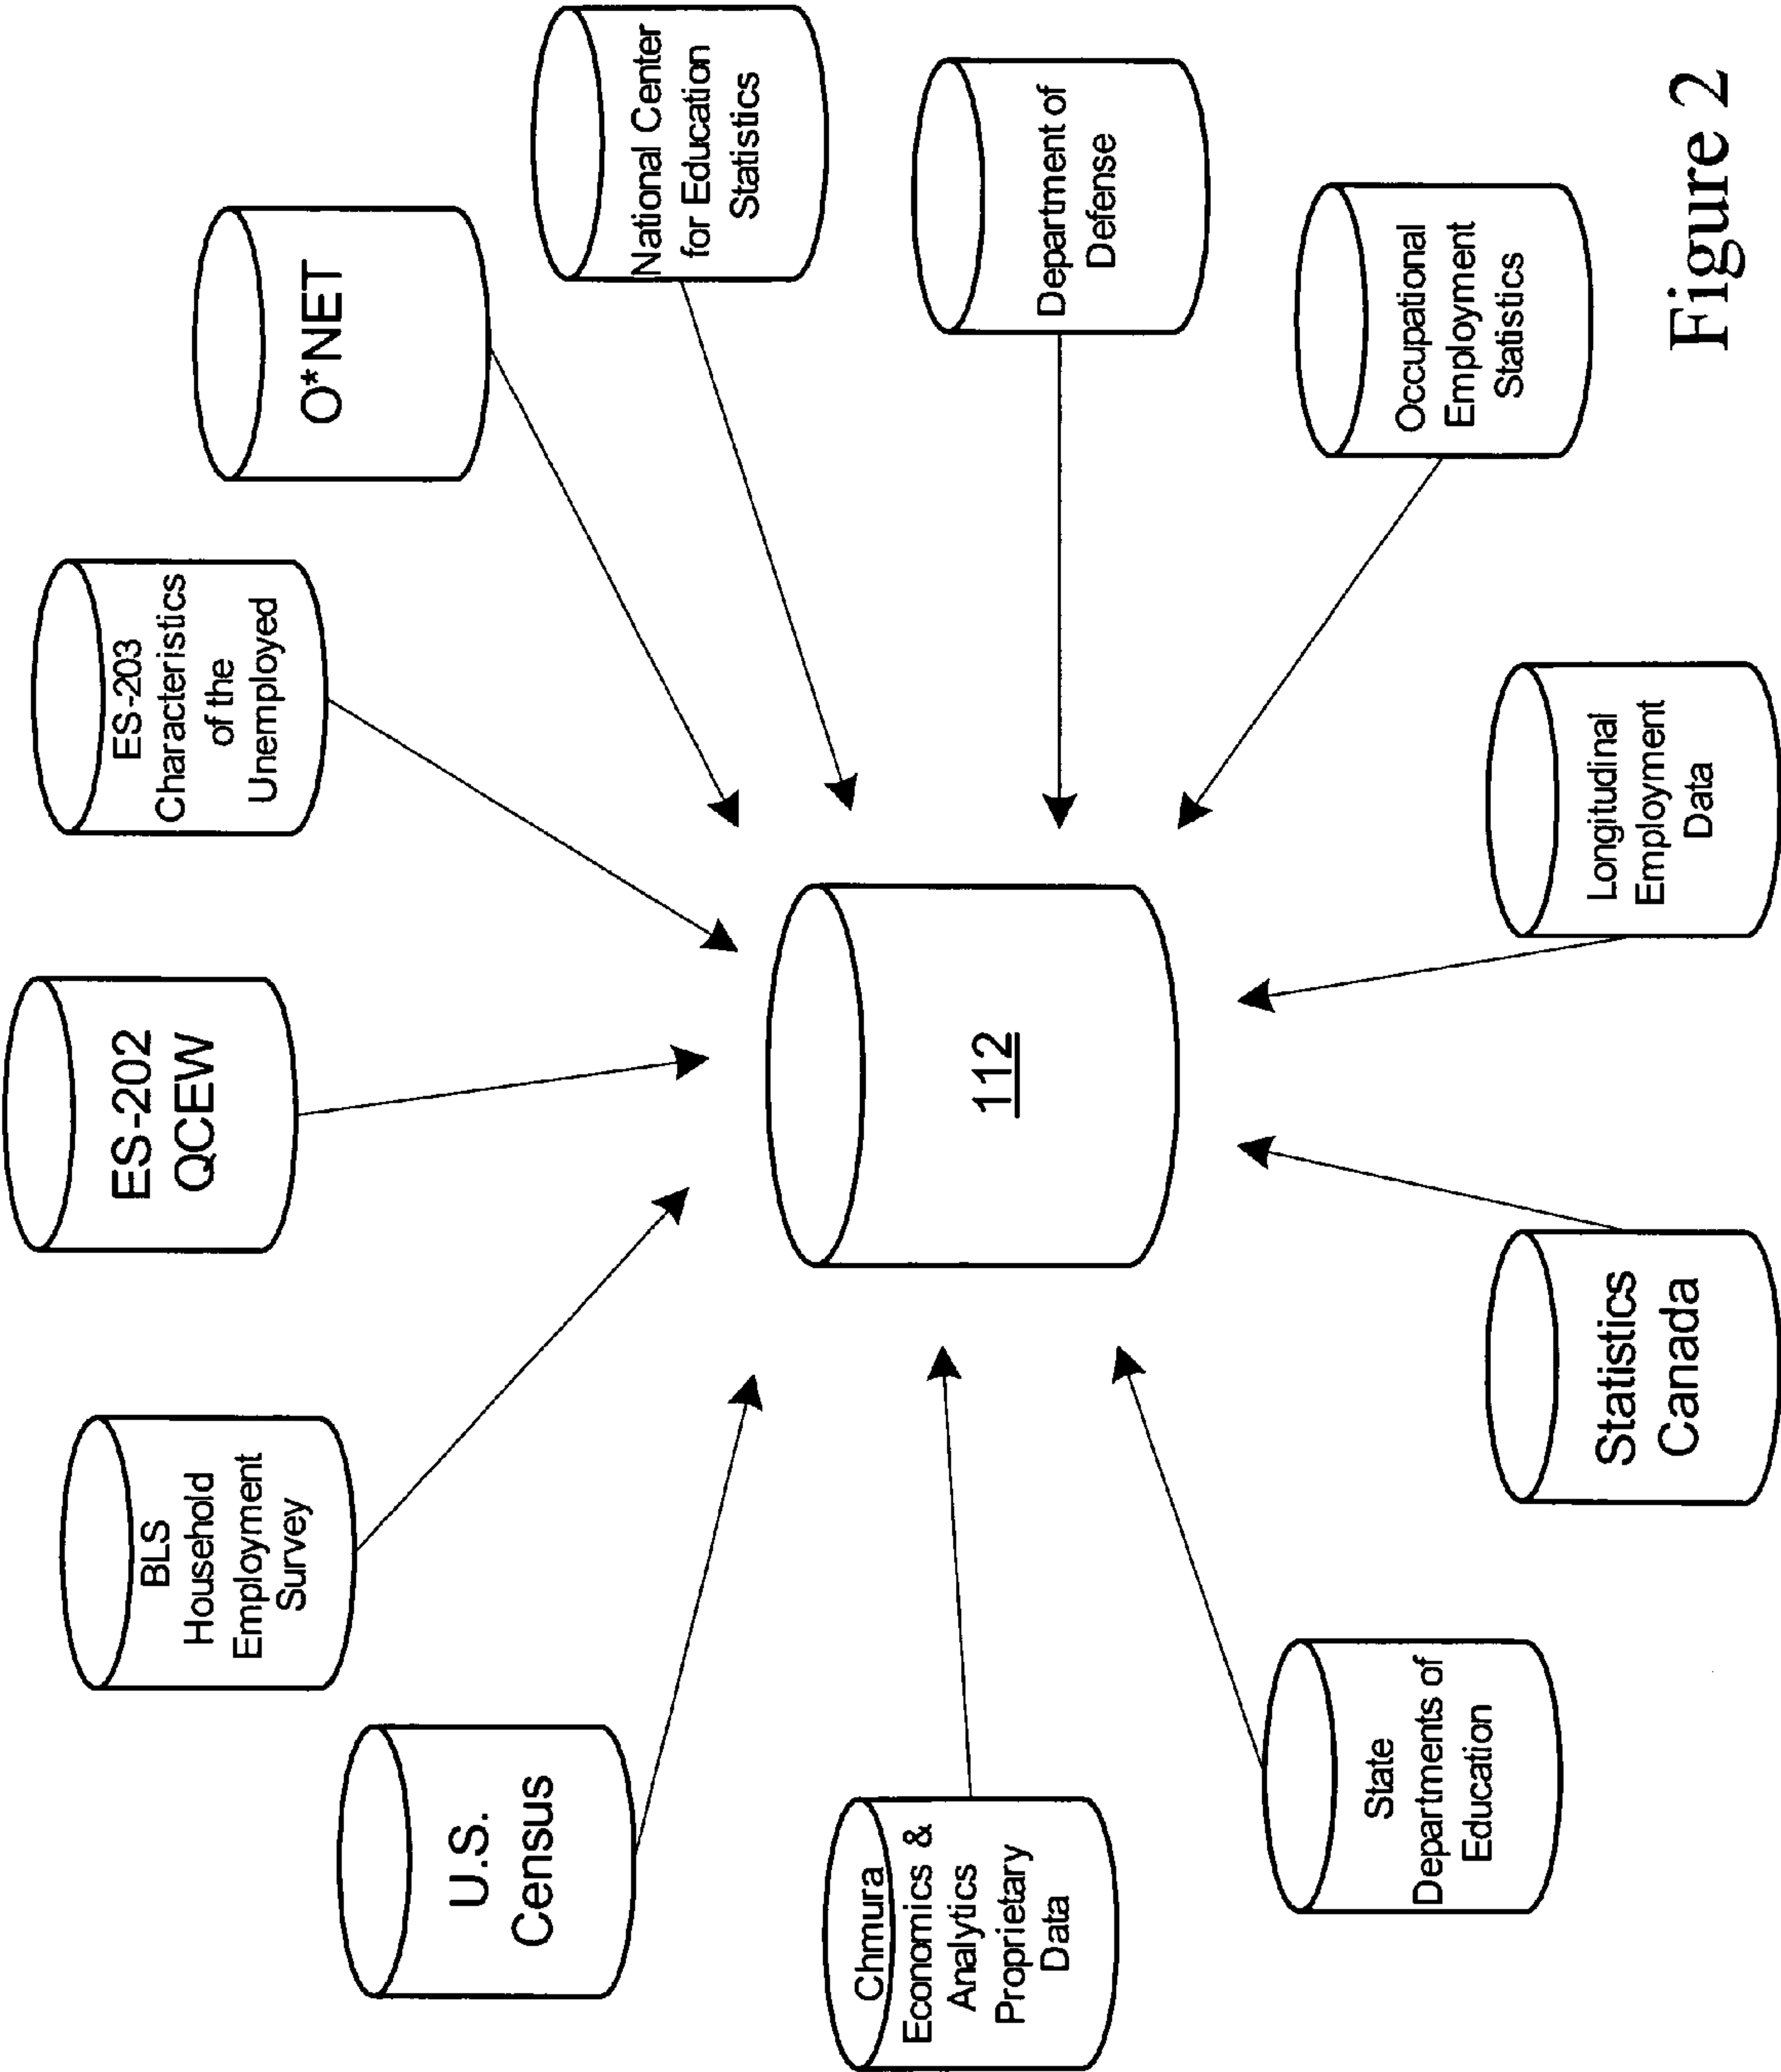 ES-202
QCEW
ES-203
Characteristics
of the
Unemployed
BLS
Household
Employment
Survey
O*NET
U.S.
Census
National Center
for Education
Statistics
112
Chmura
Economics &
Analytics
Proprietary
Data
Department of
Defense
State
Departments of
Education
Occupational
Employment
Statistics
Statistics
Canada
Longitudinal
Employment
Data
Figure 2